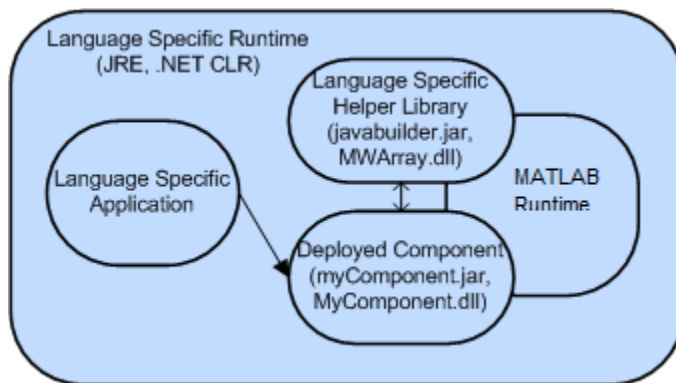 Language Specific Runtime
(JRE, .NET CLR)
Language Specific
Helper Library
(javabuilder.jar,
MWArray.dll)
Language Specific
Application
MATLAB
Runtime
Deployed Component
(myComponent.jar,
MyComponent.dll)